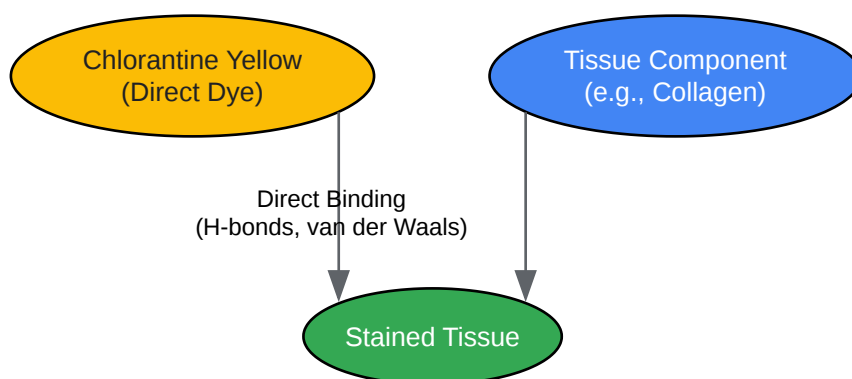 Chlorantine Yellow
(Direct Dye)
Tissue Component
(e.g., Collagen)
Direct Binding
(H-bonds, van der Waals)
Stained Tissue